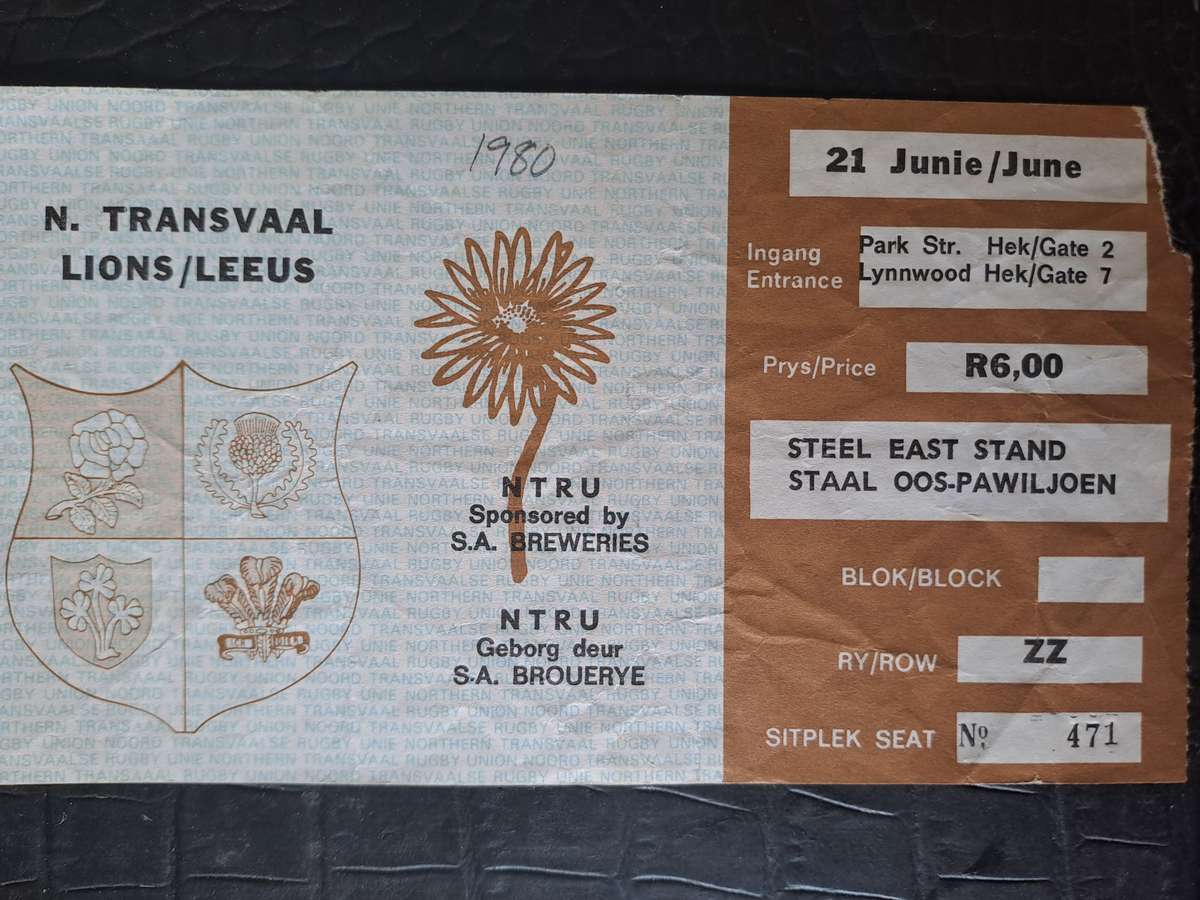 1980
N. TRANSVAAL
LIONS/LEEUS
NTRU
Sponsored by
S.A. BREWERIES
NTRU
Geborg deur
S.A. BROUERYE
21 Junie/June
Ingang
Entrance
Park Str. Hek/Gate 2
Lynnwood Hek/Gate 7
Prys/Price
R6,00
STEEL EAST STAND
STAAL OOS-PAWILJOEN
BLOK/BLOCK
RY/ROW
ZZ
SITPLEK SEAT
No. 471